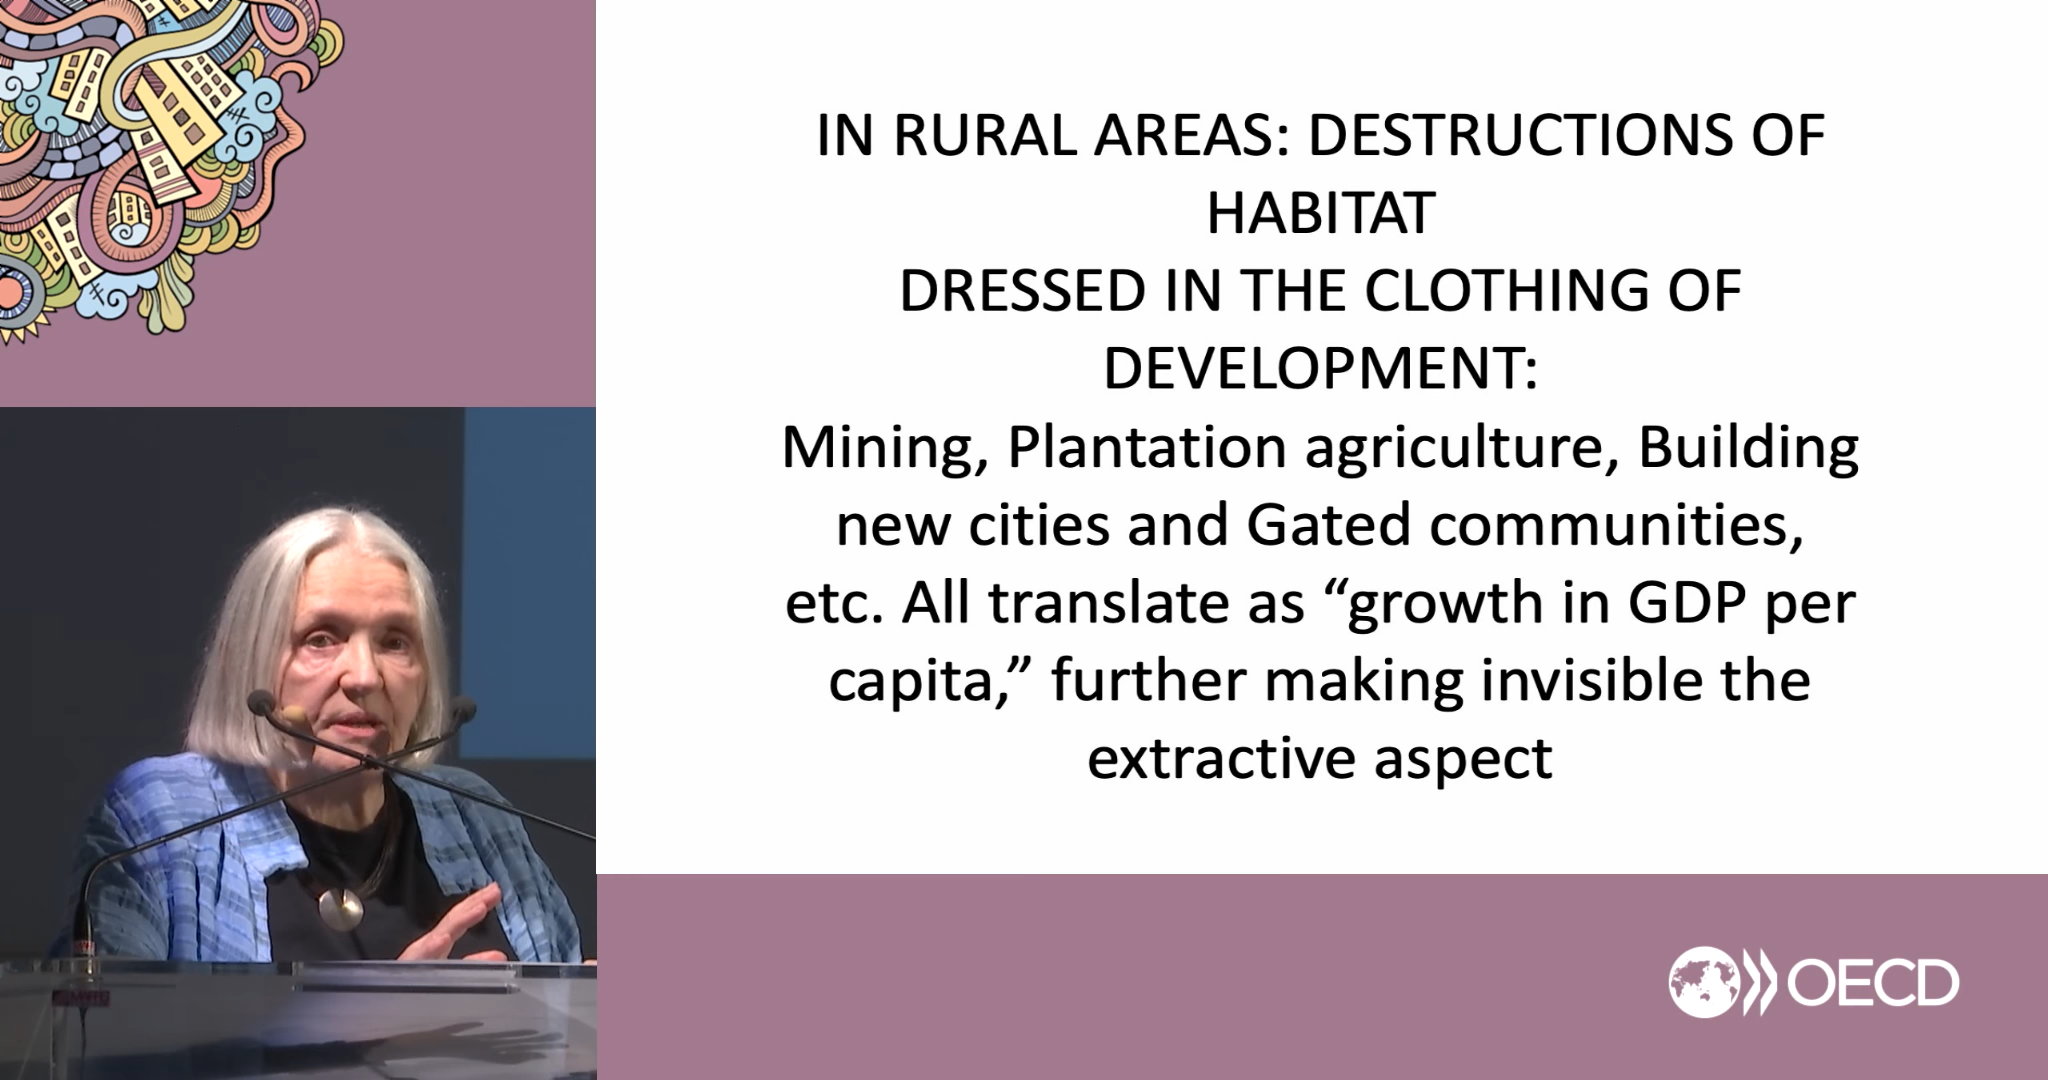 IN RURAL AREAS: DESTRUCTIONS OF
HABITAT
DRESSED IN THE CLOTHING OF
DEVELOPMENT:
Mining, Plantation agriculture, Building
new cities and Gated communities,
etc. All translate as “growth in GDP per
capita,” further making invisible the
extractive aspect
OECD